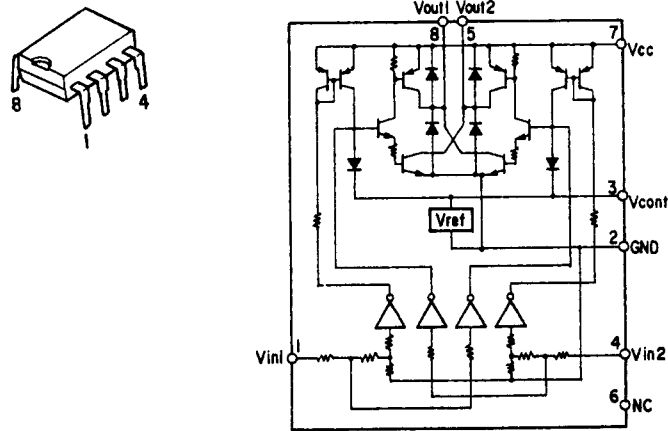 Vout1 Vout2
8 5
7
Vcc
8
4
1
3
Vcont
Vref
2
GND
1
Vin1
4
Vin2
6
NC